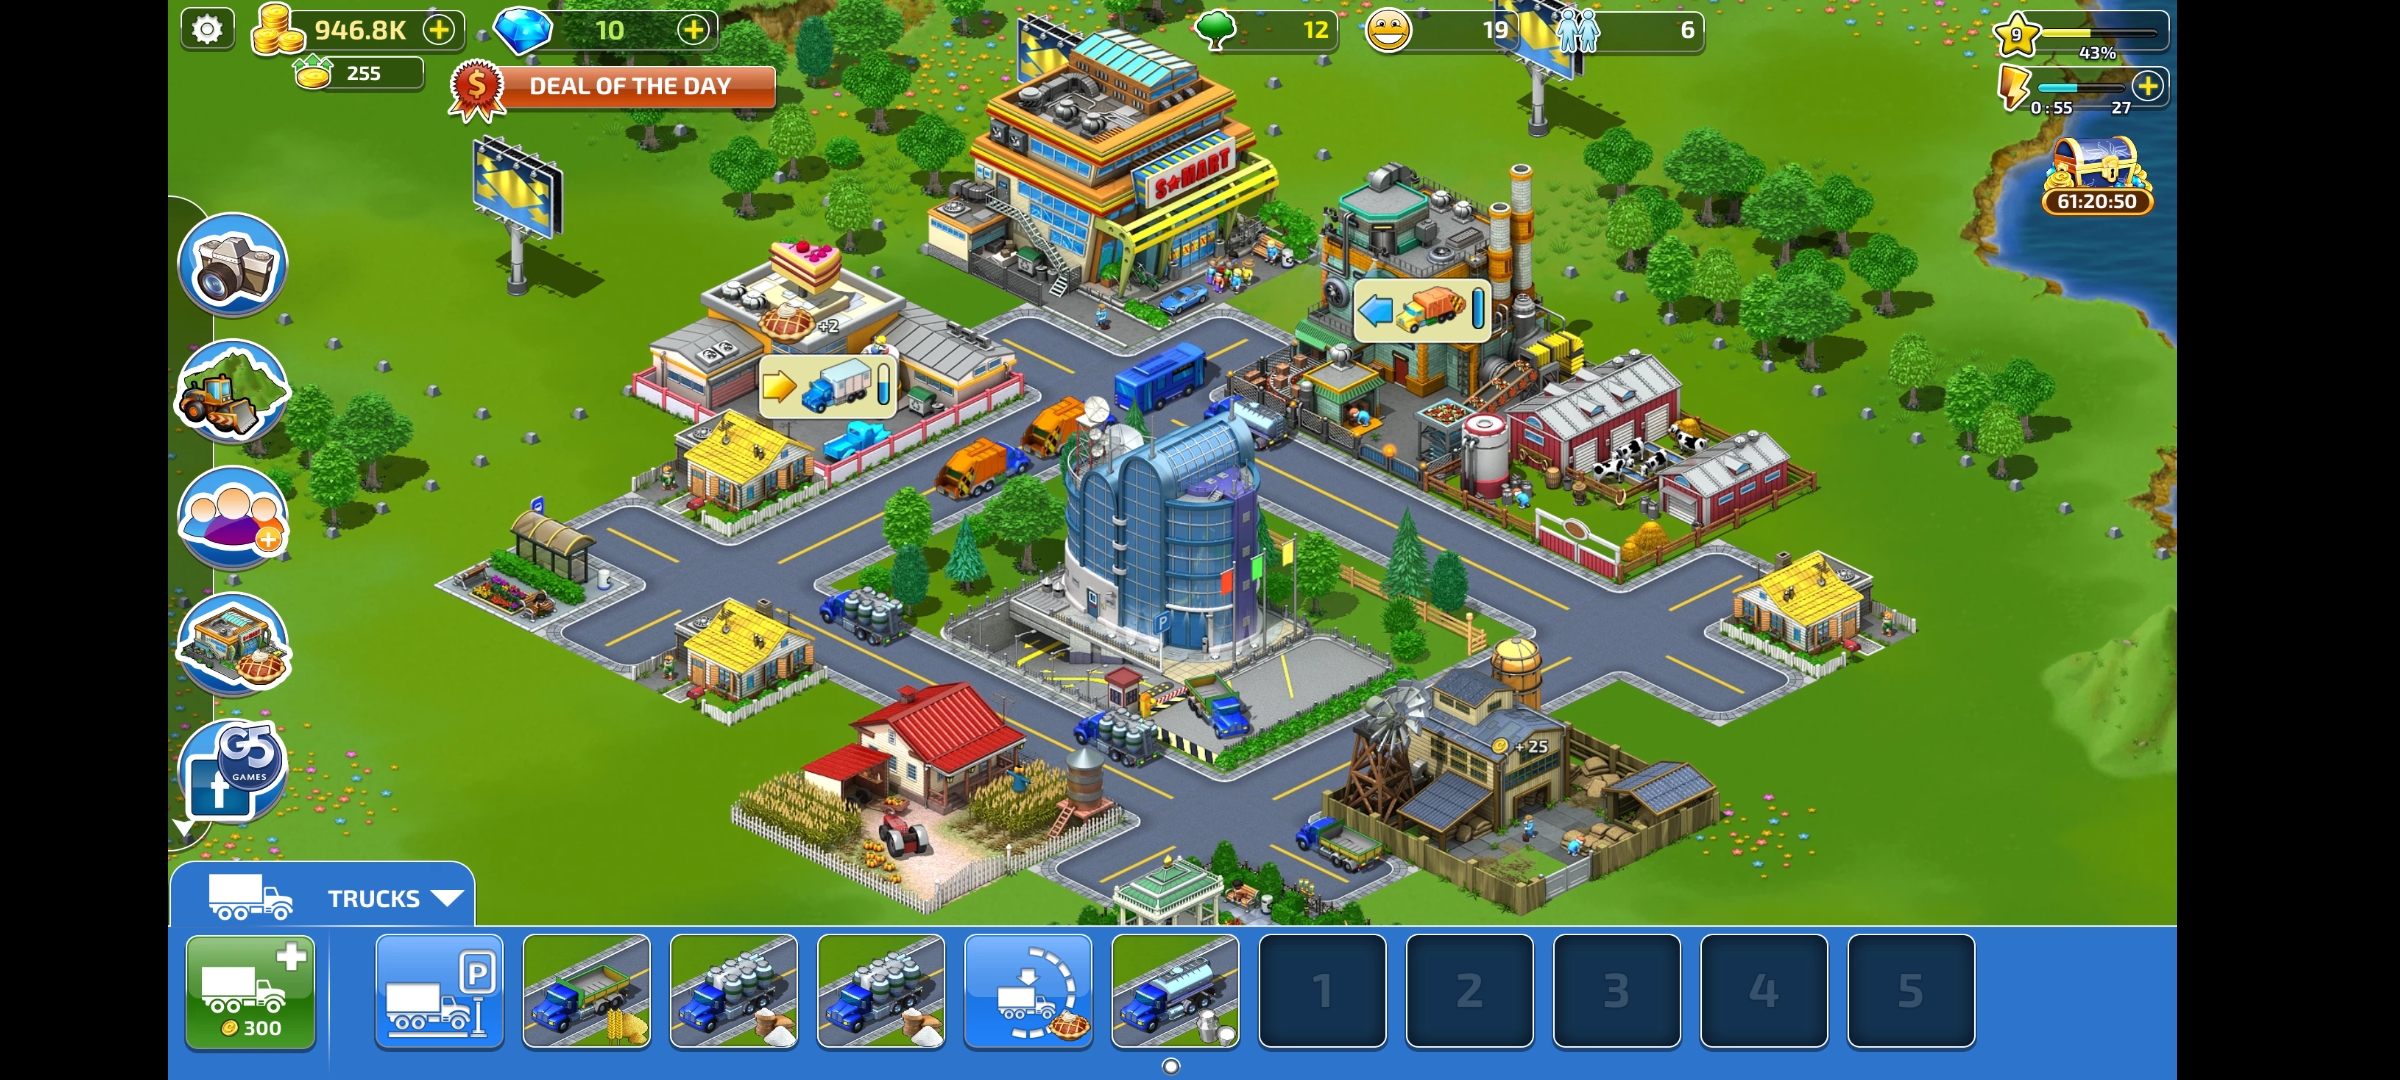 946.8K
10
12
19
6
9
43%
255
DEAL OF THE DAY
0:55
27
61:20:50
S★MART
+2
P
+25
G5
GAMES
f
TRUCKS
300
P
1
2
3
4
5